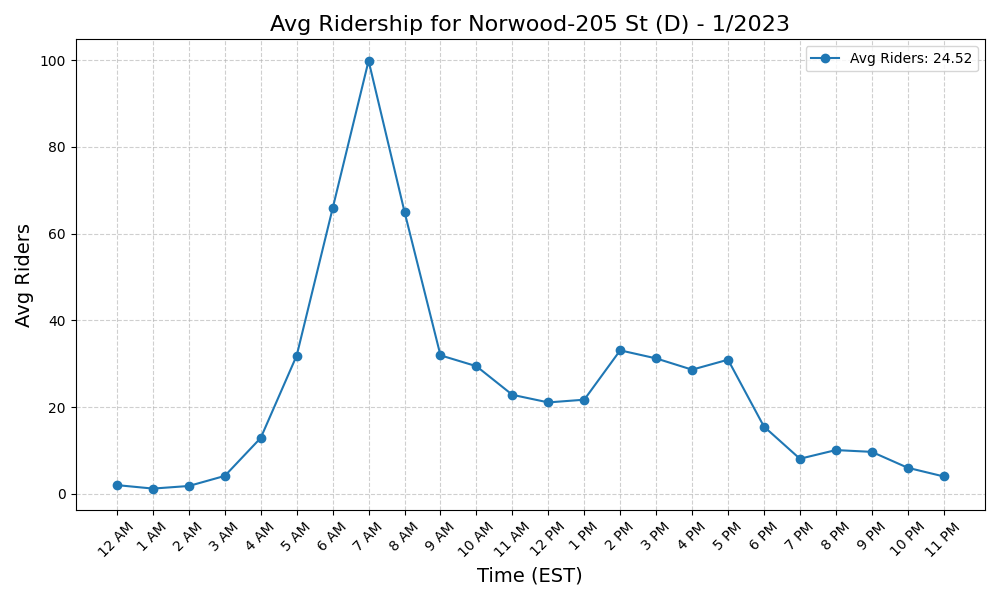 Avg Ridership for Norwood-205 St (D) - 1/2023
Avg Riders: 24.52
Avg Riders
100
80
60
40
20
0
12 AM
1 AM
2 AM
3 AM
4 AM
5 AM
6 AM
7 AM
8 AM
9 AM
10 AM
11 AM
12 PM
1 PM
2 PM
3 PM
4 PM
5 PM
6 PM
7 PM
8 PM
9 PM
10 PM
11 PM
Time (EST)